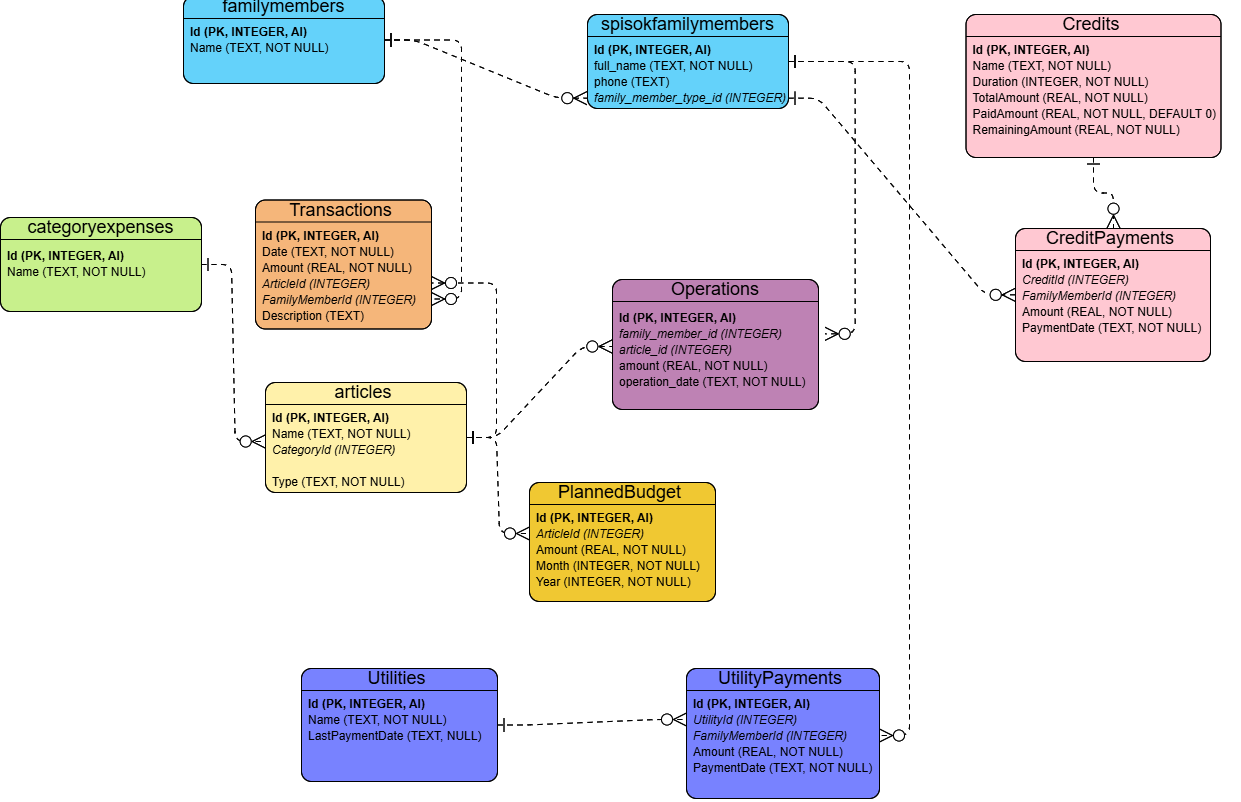 familymembers
Id (PK, INTEGER, AI)
Name (TEXT, NOT NULL)
spisokfamilymembers
Id (PK, INTEGER, AI)
full_name (TEXT, NOT NULL)
phone (TEXT)
family_member_type_id (INTEGER)
Credits
Id (PK, INTEGER, AI)
Name (TEXT, NOT NULL)
Duration (INTEGER, NOT NULL)
TotalAmount (REAL, NOT NULL)
PaidAmount (REAL, NOT NULL, DEFAULT 0)
RemainingAmount (REAL, NOT NULL)
categoryexpenses
Id (PK, INTEGER, AI)
Name (TEXT, NOT NULL)
Transactions
Id (PK, INTEGER, AI)
Date (TEXT, NOT NULL)
Amount (REAL, NOT NULL)
ArticleId (INTEGER)
FamilyMemberId (INTEGER)
Description (TEXT)
CreditPayments
Id (PK, INTEGER, AI)
CreditId (INTEGER)
FamilyMemberId (INTEGER)
Amount (REAL, NOT NULL)
PaymentDate (TEXT, NOT NULL)
Operations
Id (PK, INTEGER, AI)
family_member_id (INTEGER)
article_id (INTEGER)
amount (REAL, NOT NULL)
operation_date (TEXT, NOT NULL)
articles
Id (PK, INTEGER, AI)
Name (TEXT, NOT NULL)
CategoryId (INTEGER)
Type (TEXT, NOT NULL)
PlannedBudget
Id (PK, INTEGER, AI)
ArticleId (INTEGER)
Amount (REAL, NOT NULL)
Month (INTEGER, NOT NULL)
Year (INTEGER, NOT NULL)
Utilities
Id (PK, INTEGER, AI)
Name (TEXT, NOT NULL)
LastPaymentDate (TEXT, NULL)
UtilityPayments
Id (PK, INTEGER, AI)
UtilityId (INTEGER)
FamilyMemberId (INTEGER)
Amount (REAL, NOT NULL)
PaymentDate (TEXT, NOT NULL)